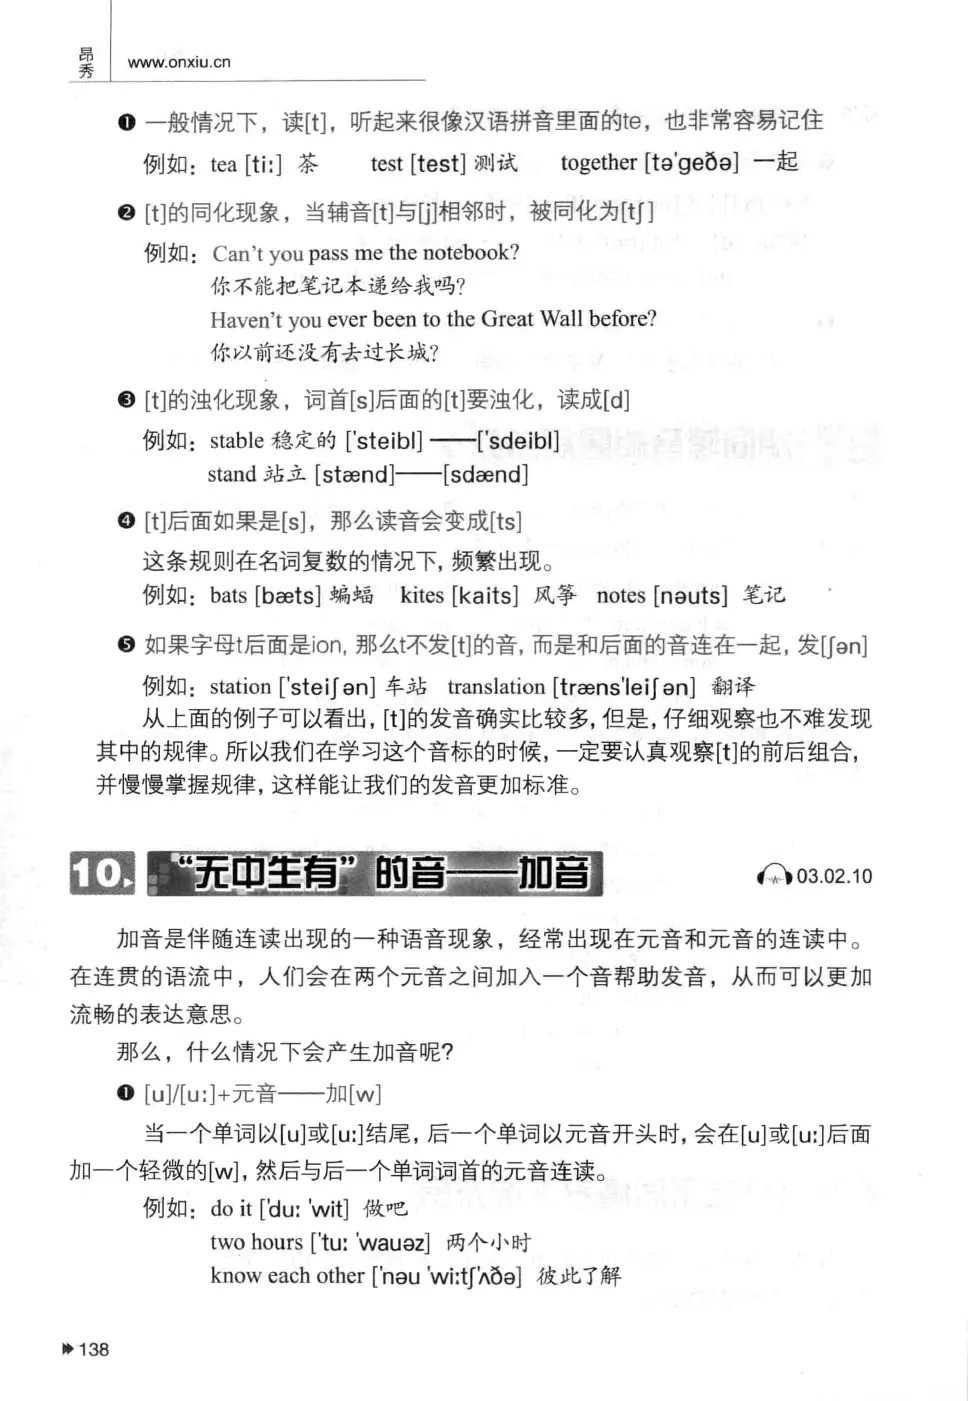 昂秀
www.onxiu.cn
❶ 一般情况下，读[t]，听起来很像汉语拼音里面的te，也非常容易记住
例如：tea [tiː] 茶 test [test] 测试 together [tə'geðə] 一起
❷ [t]的同化现象，当辅音[t]与[j]相邻时，被同化为[tʃ]
例如：Can't you pass me the notebook?
你不能把笔记本递给我吗?
Haven't you ever been to the Great Wall before?
你以前还没有去过长城?
❸ [t]的浊化现象，词首[s]后面的[t]要浊化，读成[d]
例如：stable 稳定的 ['steibl] ——['sdeibl]
stand 站立 [stænd]——[sdænd]
❹ [t]后面如果是[s]，那么读音会变成[ts]
这条规则在名词复数的情况下，频繁出现。
例如：bats [bæts] 蝙蝠 kites [kaits] 风筝 notes [nəuts] 笔记
❺ 如果字母t后面是ion, 那么t不发[t]的音, 而是和后面的音连在一起, 发[ʃən]
例如：station ['steiʃən] 车站 translation [træns'leiʃən] 翻译
从上面的例子可以看出, [t]的发音确实比较多, 但是, 仔细观察也不难发现
其中的规律。所以我们在学习这个音标的时候, 一定要认真观察[t]的前后组合,
并慢慢掌握规律, 这样能让我们的发音更加标准。
10. “无中生有”的音——加音
03.02.10
加音是伴随连读出现的一种语音现象，经常出现在元音和元音的连读中。
在连贯的语流中，人们会在两个元音之间加入一个音帮助发音，从而可以更加
流畅的表达意思。
那么，什么情况下会产生加音呢?
❶ [u]/[uː]+元音——加[w]
当一个单词以[u]或[uː]结尾, 后一个单词以元音开头时, 会在[u]或[uː]后面
加一个轻微的[w], 然后与后一个单词词首的元音连读。
例如：do it ['duː 'wit] 做吧
two hours ['tuː 'wauəz] 两个小时
know each other ['nəu 'wiːtʃ'ʌðə] 彼此了解
138